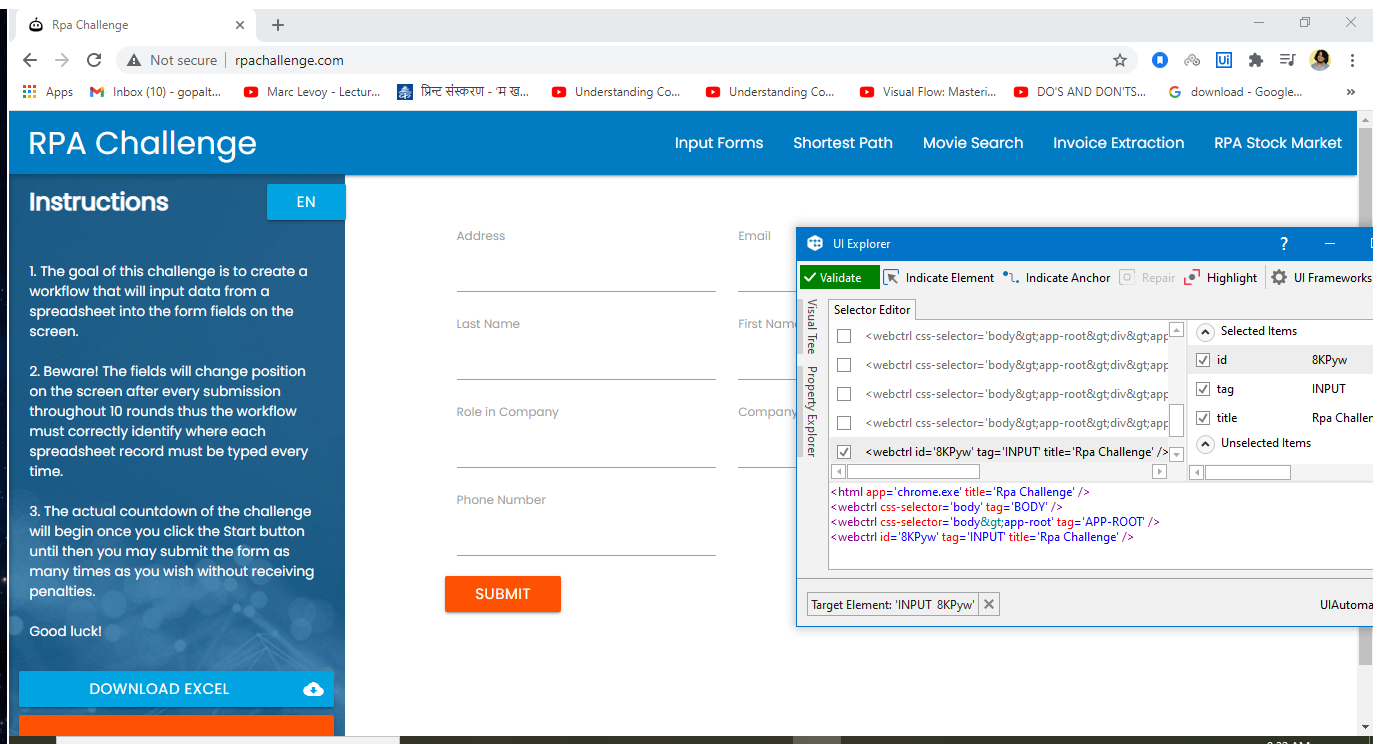 Rpa Challenge
Not secure | rpachallenge.com
Apps Inbox (10) - gopalt... Marc Levoy - Lectur... प्रिन्ट संस्करण - 'म ख... Understanding Co... Understanding Co... Visual Flow: Masteri... DO'S AND DON'TS... download - Google... »
RPA Challenge Input Forms Shortest Path Movie Search Invoice Extraction RPA Stock Market
Instructions EN
1. The goal of this challenge is to create a
workflow that will input data from a
spreadsheet into the form fields on the
screen.
2. Beware! The fields will change position
on the screen after every submission
throughout 10 rounds thus the workflow
must correctly identify where each
spreadsheet record must be typed every
time.
3. The actual countdown of the challenge
will begin once you click the Start button
until then you may submit the form as
many times as you wish without receiving
penalties.
Good luck!
DOWNLOAD EXCEL
Address Email
Last Name First Name
Role in Company Company
Phone Number
SUBMIT
UI Explorer ?
Validate Indicate Element Indicate Anchor Repair Highlight UI Frameworks
Visual Tree
Property Explorer
Selector Editor
<webctrl css-selector='body&gt;app-root&gt;div&gt;app
<webctrl css-selector='body&gt;app-root&gt;div&gt;app
<webctrl css-selector='body&gt;app-root&gt;div&gt;app
<webctrl css-selector='body&gt;app-root&gt;div&gt;app
<webctrl id='8KPyw' tag='INPUT' title='Rpa Challenge' />
Selected Items
id 8KPyw
tag INPUT
title Rpa Challen
Unselected Items
<html app='chrome.exe' title='Rpa Challenge' />
<webctrl css-selector='body' tag='BODY' />
<webctrl css-selector='body&gt;app-root' tag='APP-ROOT' />
<webctrl id='8KPyw' tag='INPUT' title='Rpa Challenge' />
Target Element: 'INPUT 8KPyw' UIAutoma